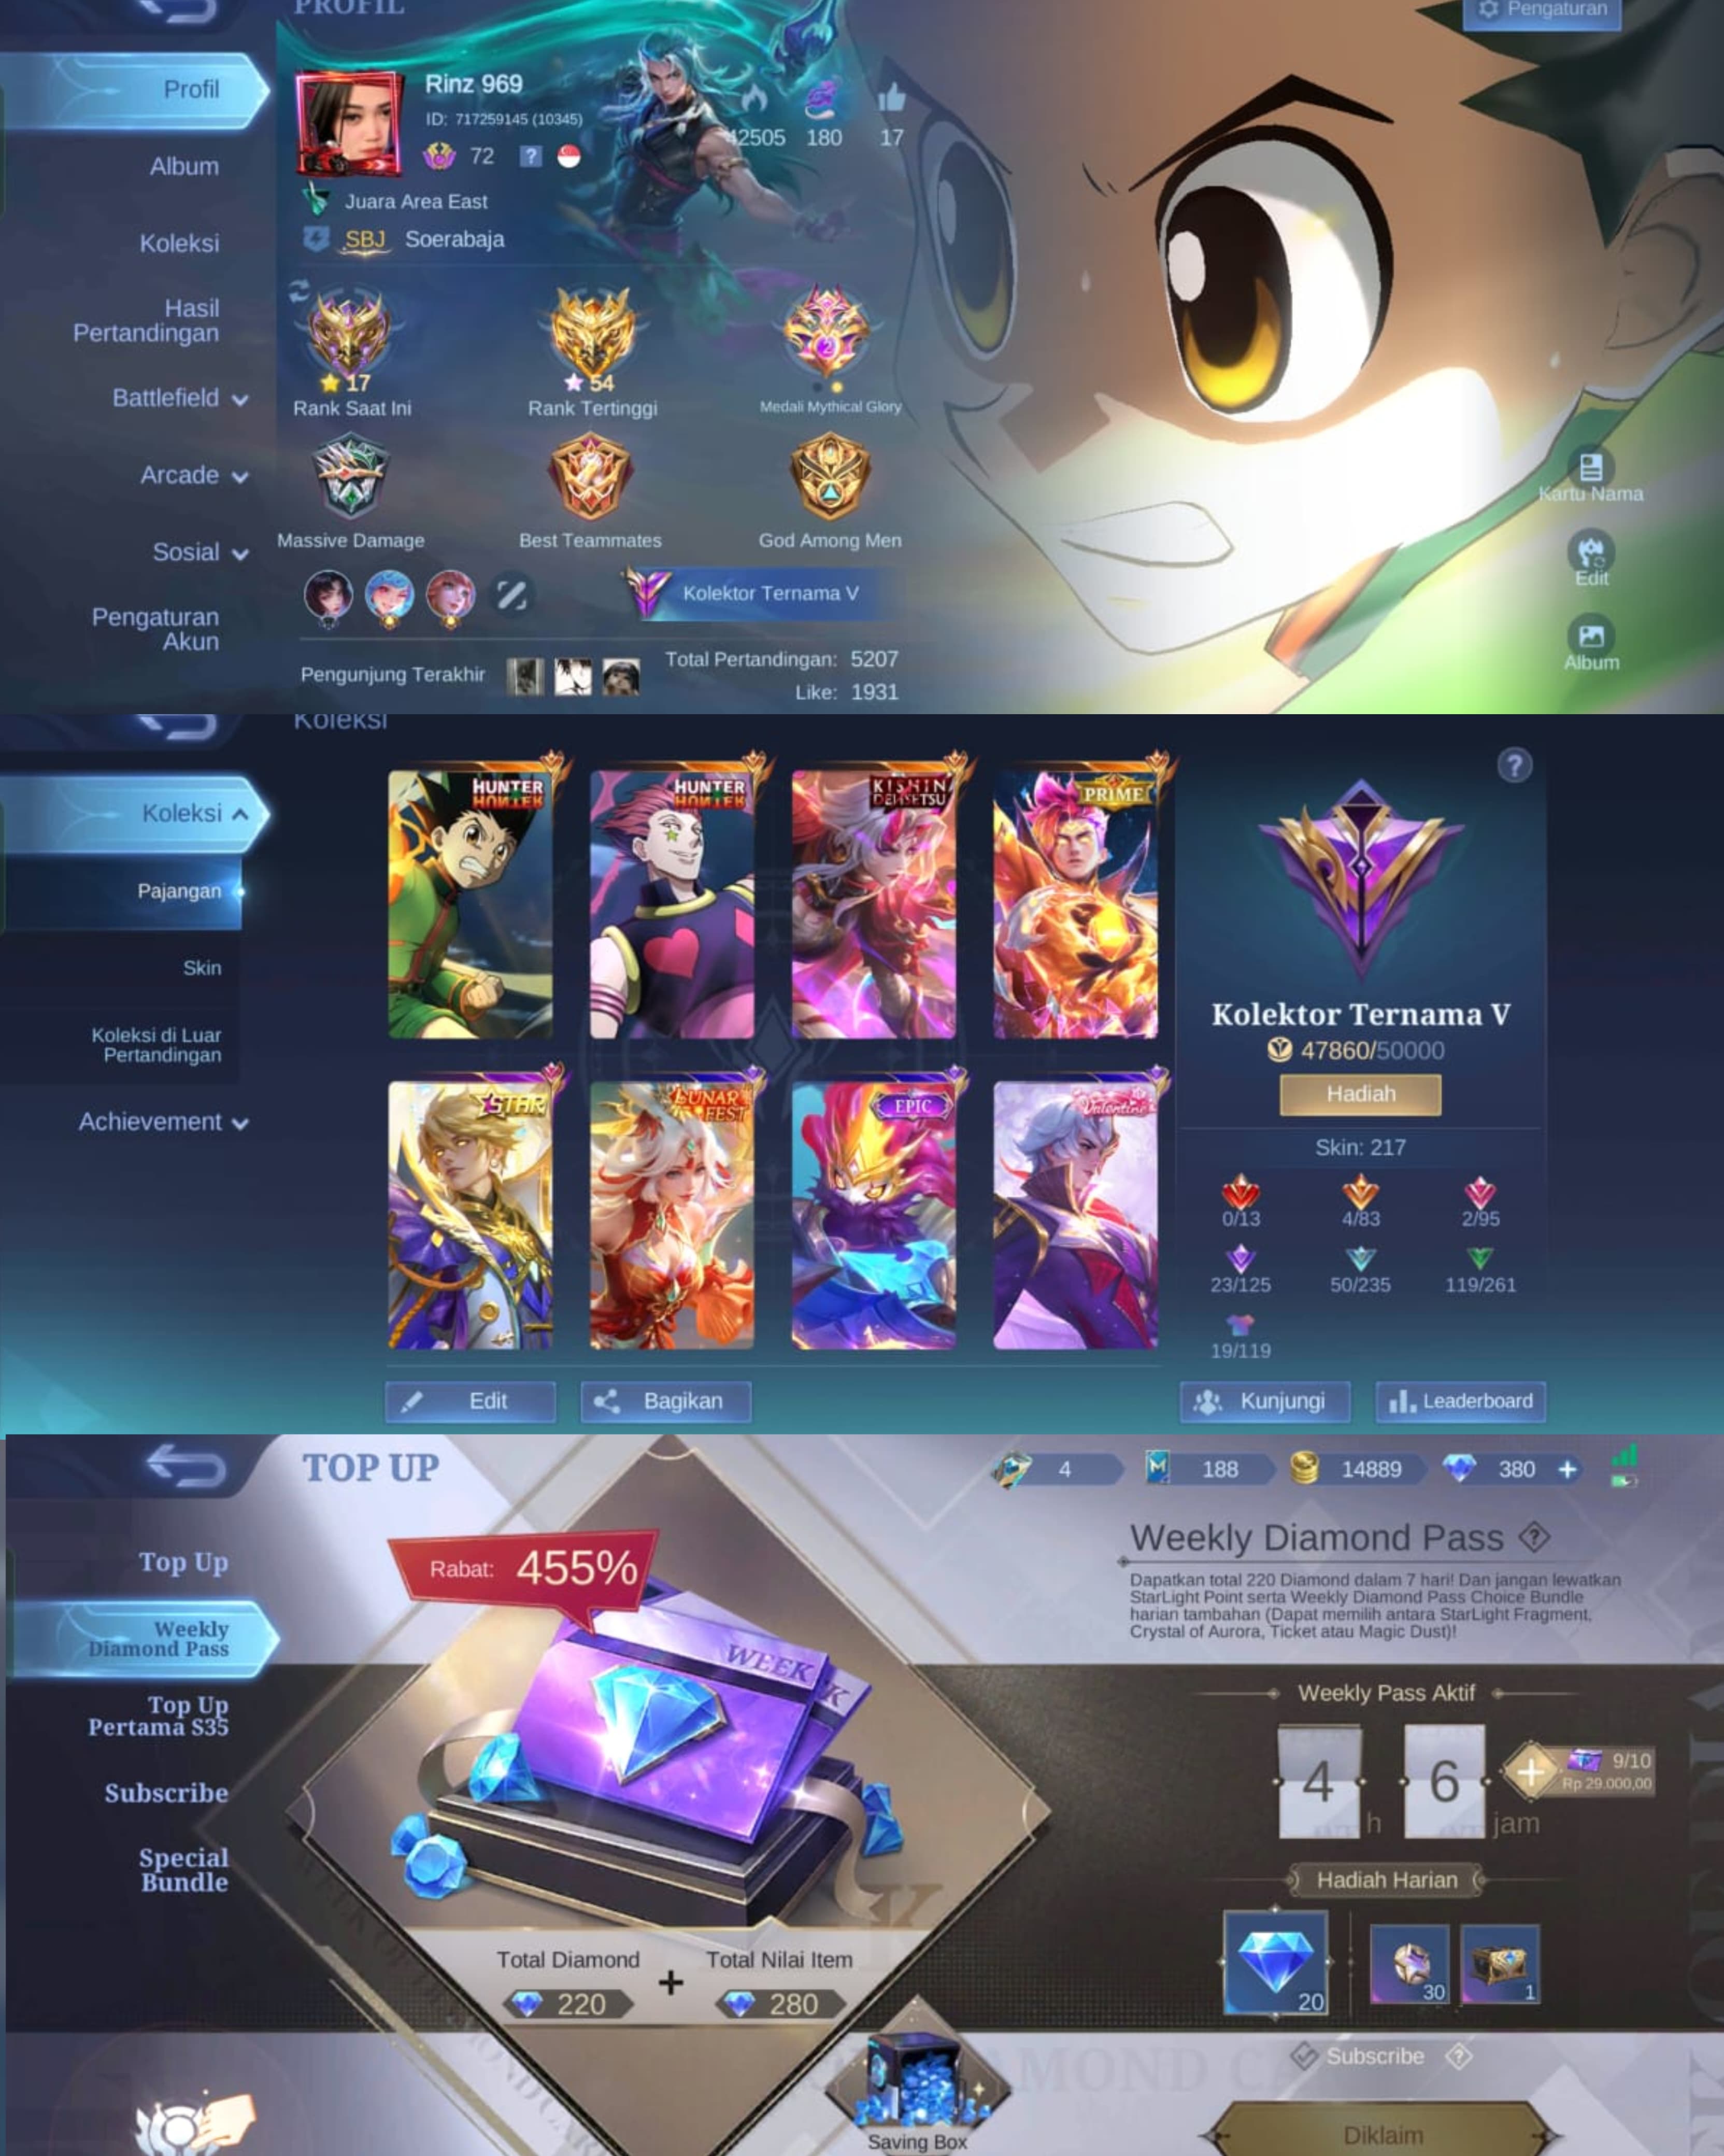 PROFIL
Pengaturan
Profil
Album
Koleksi
Hasil
Pertandingan
Battlefield
Arcade
Sosial
Pengaturan
Akun
Rinz 969
ID: 717259145 (10345)
72
?
42505
180
17
Juara Area East
SBJ Soerabaja
17
54
2
Rank Saat Ini
Rank Tertinggi
Medali Mythical Glory
Massive Damage
Best Teammates
God Among Men
Kolektor Ternama V
Pengunjung Terakhir
Total Pertandingan: 5207
Like: 1931
Kartu Nama
Edit
Album
Koleksi
Koleksi
Pajangan
Skin
Koleksi di Luar
Pertandingan
Achievement
HUNTER
HUNTER
HUNTER
HUNTER
KISHIN
DENSETSU
PRIME
STAR
LUNAR
FEST
EPIC
Valentine
?
Kolektor Ternama V
47860/50000
Hadiah
Skin: 217
0/13
4/83
2/95
23/125
50/235
119/261
19/119
Edit
Bagikan
Kunjungi
Leaderboard
TOP UP
4
M
188
14889
380
+
Top Up
Weekly
Diamond Pass
Top Up
Pertama S35
Subscribe
Special
Bundle
Rabat: 455%
WEEK
K
Total Diamond
220
+
Total Nilai Item
280
Saving Box
Weekly Diamond Pass ?
Dapatkan total 220 Diamond dalam 7 hari! Dan jangan lewatkan
StarLight Point serta Weekly Diamond Pass Choice Bundle
harian tambahan (Dapat memilih antara StarLight Fragment,
Crystal of Aurora, Ticket atau Magic Dust)!
Weekly Pass Aktif
4 h 6 jam
+
9/10
Rp 29.000,00
Hadiah Harian
20
30
1
Subscribe ?
Diklaim